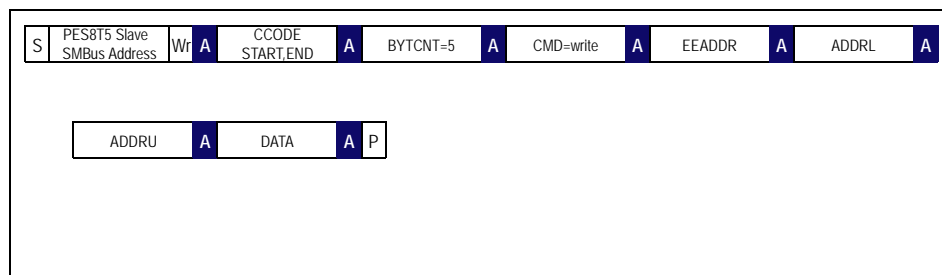 S PES8T5 Slave SMBus Address Wr A CCODE START,END A BYTCNT=5 A CMD=write A EEADDR A ADDRL A
ADDRU A DATA A P